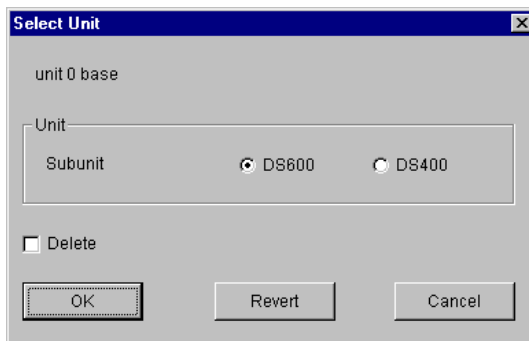 Select Unit
unit 0 base
Unit
Subunit DS600 DS400
Delete
OK Revert Cancel